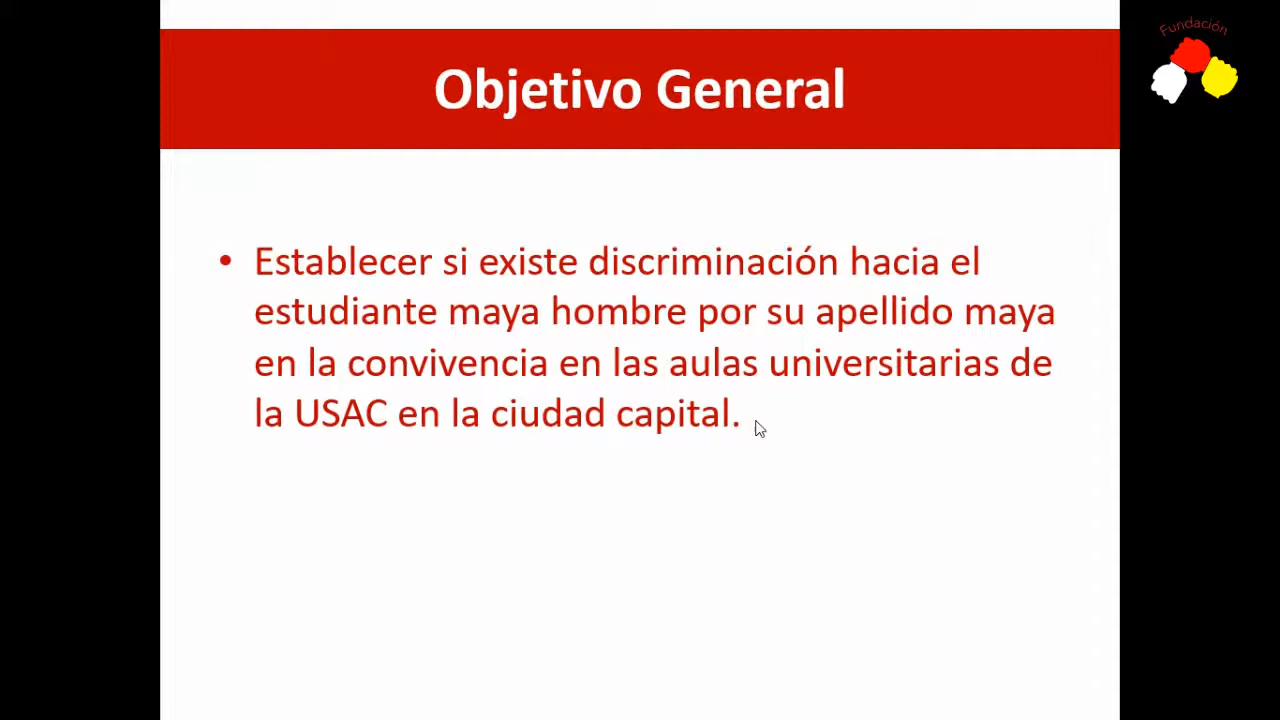 Fundación
Objetivo General
• Establecer si existe discriminación hacia el
estudiante maya hombre por su apellido maya
en la convivencia en las aulas universitarias de
la USAC en la ciudad capital.